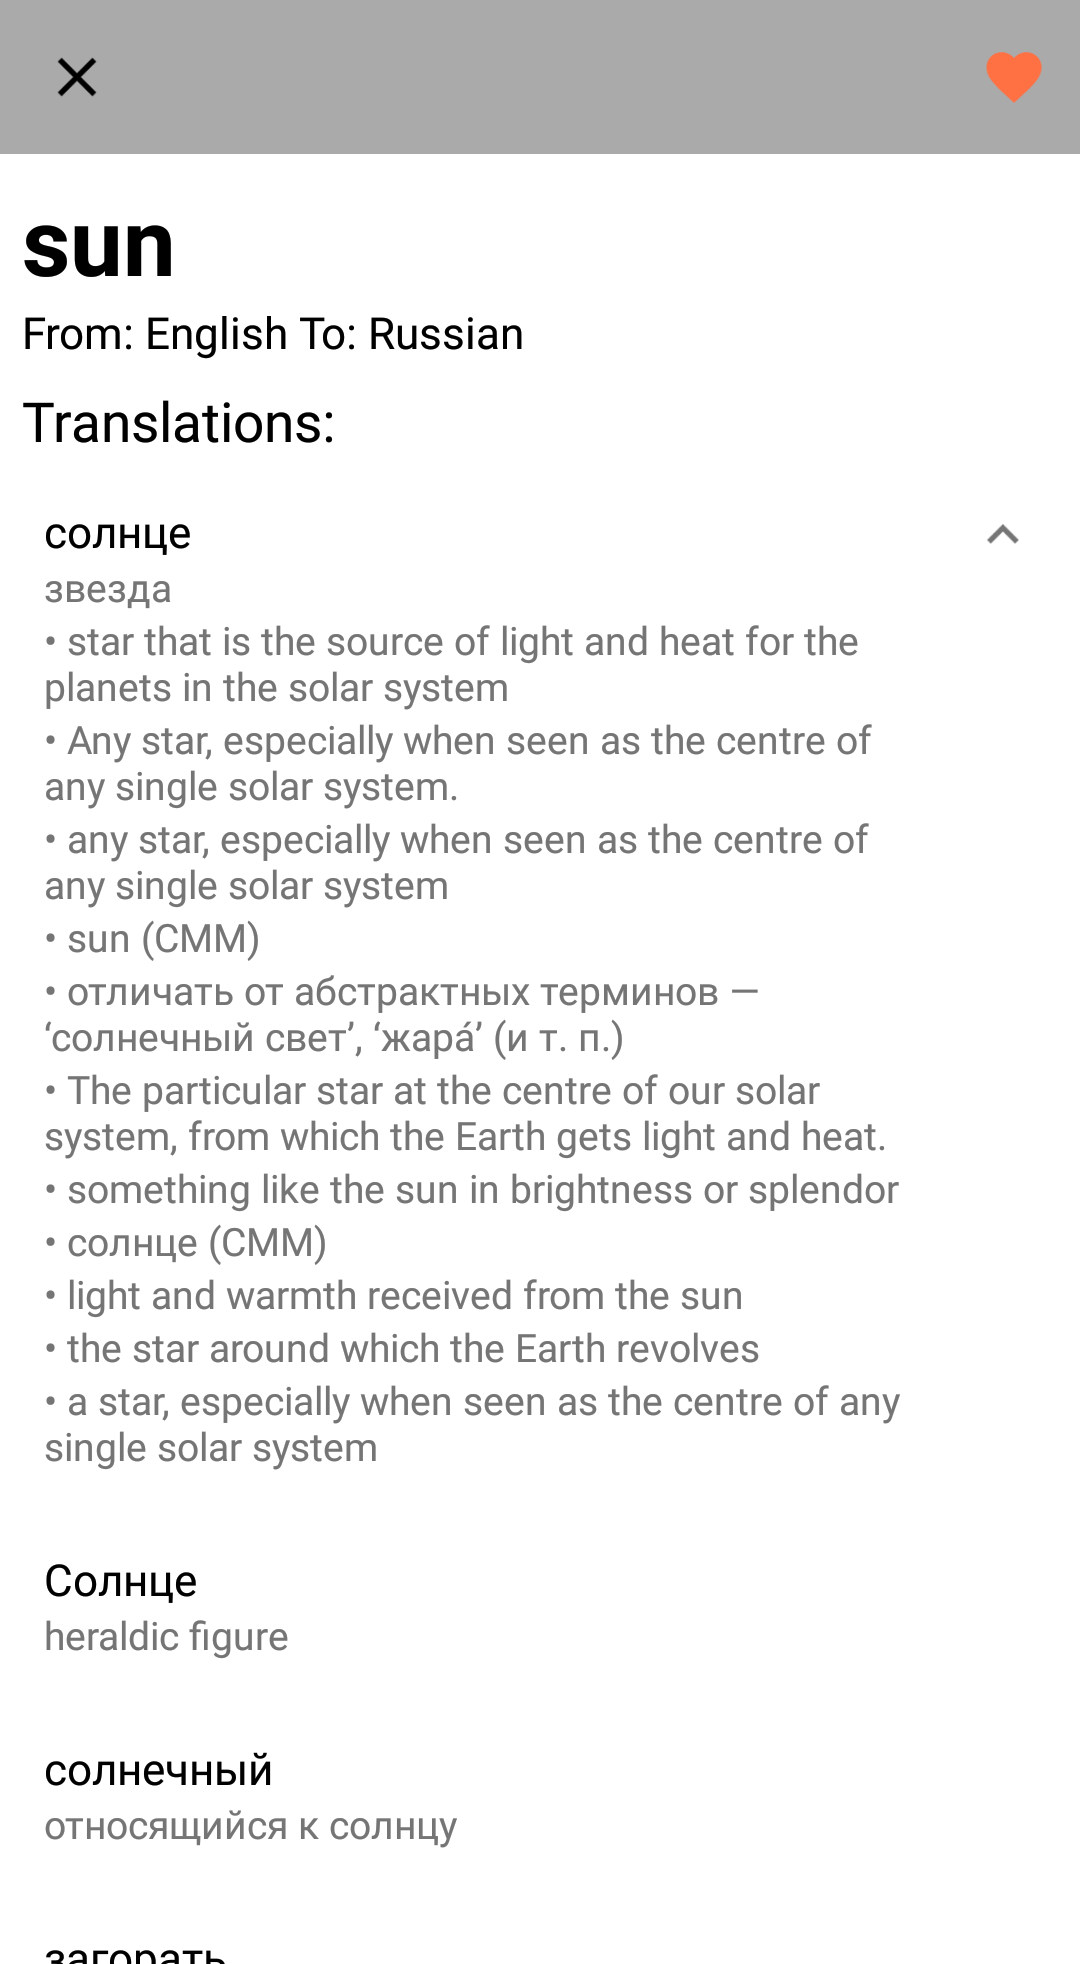 sun
From: English To: Russian
Translations:
солнце
звезда
• star that is the source of light and heat for the
planets in the solar system
• Any star, especially when seen as the centre of
any single solar system.
• any star, especially when seen as the centre of
any single solar system
• sun (СММ)
• отличать от абстрактных терминов —
‘солнечный свет’, ‘жара́’ (и т. п.)
• The particular star at the centre of our solar
system, from which the Earth gets light and heat.
• something like the sun in brightness or splendor
• солнце (СММ)
• light and warmth received from the sun
• the star around which the Earth revolves
• a star, especially when seen as the centre of any
single solar system
Солнце
heraldic figure
солнечный
относящийся к солнцу
загорать